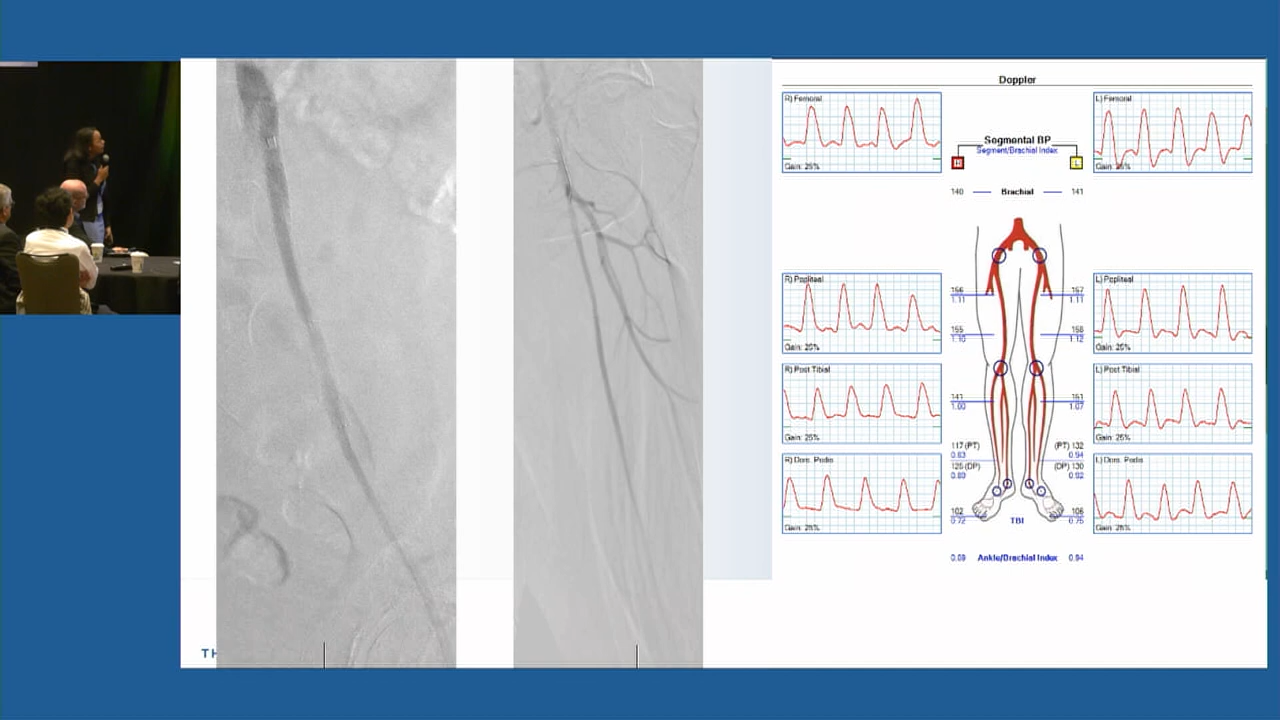 Doppler
R) Femoral
Gain: 25%
Segmental BP
Segment/Brachial Index
L) Femoral
Gain: 25%
140 Brachial 141
R) Popliteal
Gain: 25%
156
1.11
155
1.10
157
1.11
158
1.12
L) Popliteal
Gain: 25%
R) Post Tibial
Gain: 25%
141
1.00
151
1.07
L) Post Tibial
Gain: 25%
117 (PT)
0.83
125 (DP)
0.89
(PT) 132
0.94
(DP) 130
0.92
R) Dors. Pedis
Gain: 25%
102
0.72
TBI
106
0.75
L) Dors. Pedis
Gain: 25%
0.89 Ankle/Brachial Index 0.94
TH